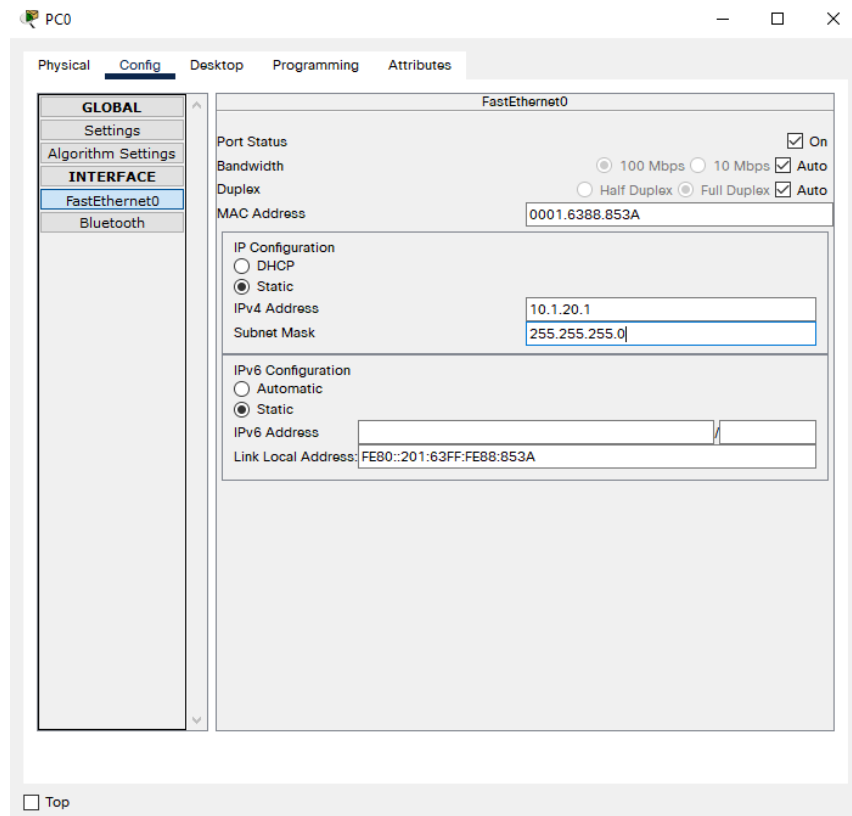 PC0
Physical Config Desktop Programming Attributes
GLOBAL
Settings
Algorithm Settings
INTERFACE
FastEthernet0
Bluetooth
FastEthernet0
Port Status On
Bandwidth 100 Mbps 10 Mbps Auto
Duplex Half Duplex Full Duplex Auto
MAC Address 0001.6388.853A
IP Configuration
DHCP
Static
IPv4 Address 10.1.20.1
Subnet Mask 255.255.255.0
IPv6 Configuration
Automatic
Static
IPv6 Address /
Link Local Address: FE80::201:63FF:FE88:853A
Top